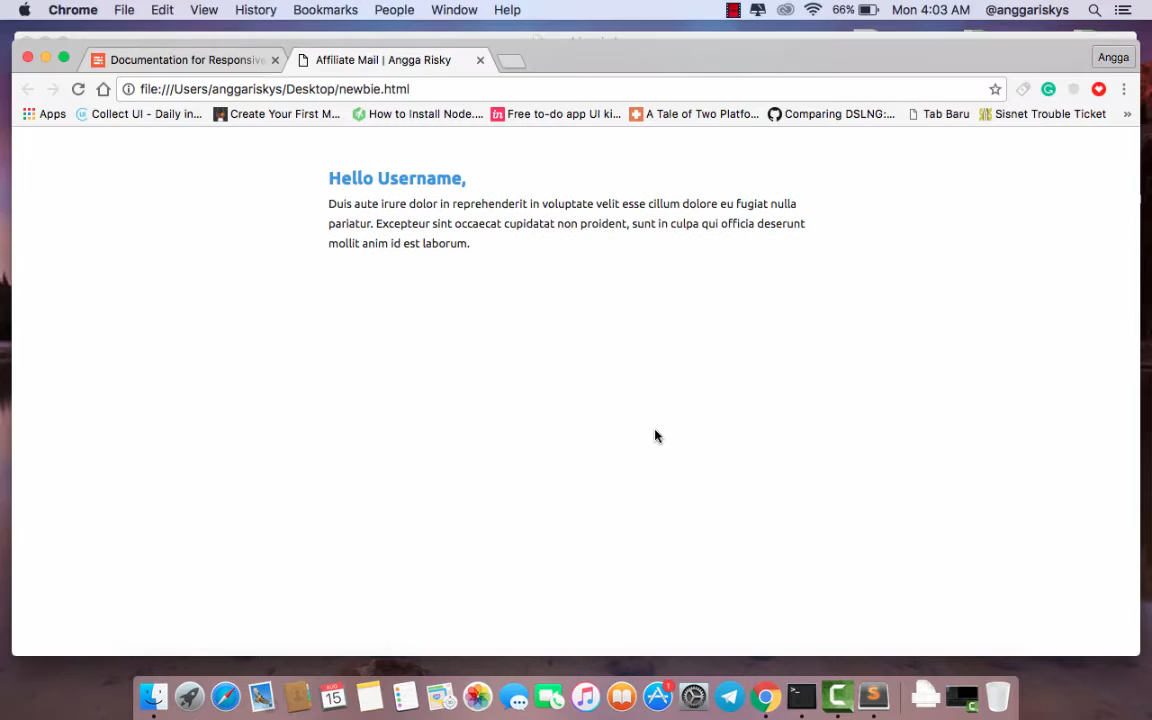 Chrome File Edit View History Bookmarks People Window Help 66% Mon 4:03 AM @anggariskys
Documentation for Responsive Affiliate Mail | Angga Risky Angga
file:///Users/anggariskys/Desktop/newbie.html
Apps Collect UI - Daily in... Create Your First M... How to Install Node.... Free to-do app UI ki... A Tale of Two Platfo... Comparing DSLNG:... Tab Baru Sisnet Trouble Ticket »
Hello Username,
Duis aute irure dolor in reprehenderit in voluptate velit esse cillum dolore eu fugiat nulla
pariatur. Excepteur sint occaecat cupidatat non proident, sunt in culpa qui officia deserunt
mollit anim id est laborum.